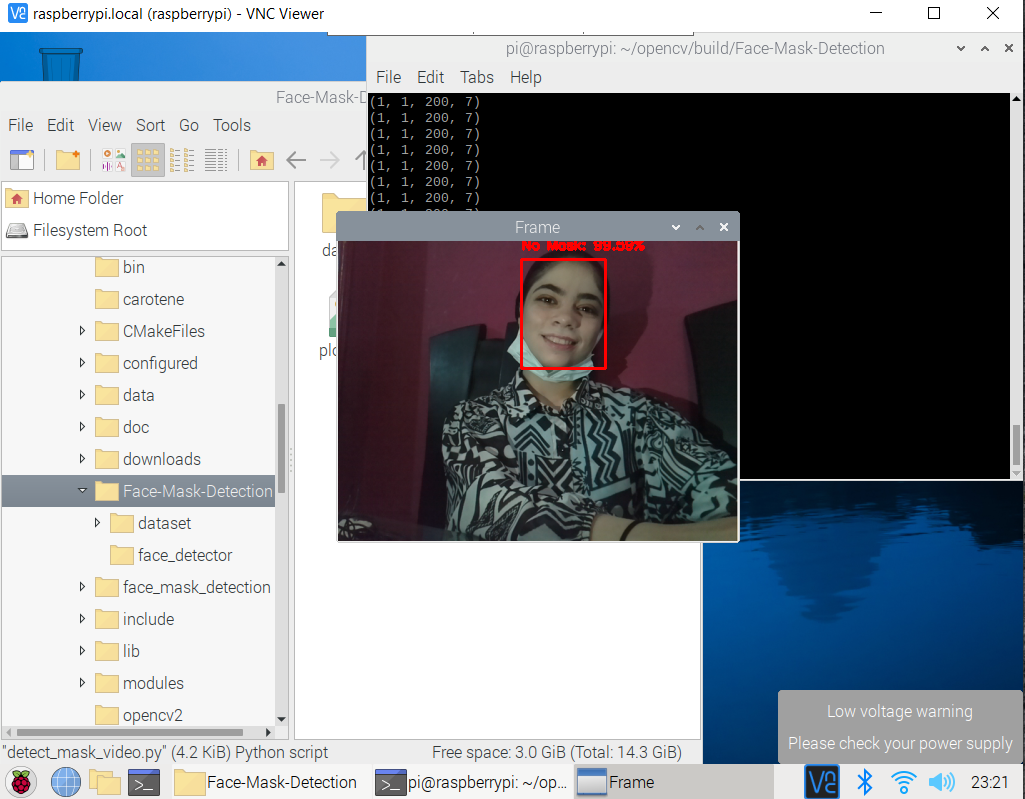 raspberrypi.local (raspberrypi) - VNC Viewer
pi@raspberrypi: ~/opencv/build/Face-Mask-Detection
File Edit Tabs Help
(1, 1, 200, 7)
(1, 1, 200, 7)
(1, 1, 200, 7)
(1, 1, 200, 7)
(1, 1, 200, 7)
(1, 1, 200, 7)
(1, 1, 200, 7)
Face-Mask-D
File Edit View Sort Go Tools
Home Folder
Filesystem Root
bin
carotene
CMakeFiles
configured
data
doc
downloads
Face-Mask-Detection
dataset
face_detector
face_mask_detection
include
lib
modules
opencv2
da
plo
Frame
No Mask: 99.50%
"detect_mask_video.py" (4.2 KiB) Python script
Free space: 3.0 GiB (Total: 14.3 GiB)
Low voltage warning
Please check your power supply
Face-Mask-Detection
pi@raspberrypi: ~/op...
Frame
23:21